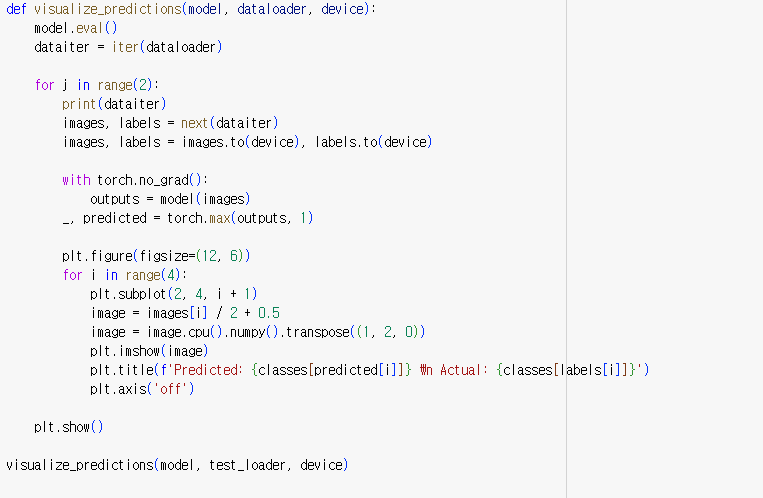 def visualize_predictions(model, dataloader, device):
    model.eval()
    dataiter = iter(dataloader)

    for j in range(2):
        print(dataiter)
        images, labels = next(dataiter)
        images, labels = images.to(device), labels.to(device)

        with torch.no_grad():
            outputs = model(images)
        _, predicted = torch.max(outputs, 1)

        plt.figure(figsize=(12, 6))
        for i in range(4):
            plt.subplot(2, 4, i + 1)
            image = images[i] / 2 + 0.5
            image = image.cpu().numpy().transpose((1, 2, 0))
            plt.imshow(image)
            plt.title(f'Predicted: {classes[predicted[i]]} ₩n Actual: {classes[labels[i]]}')
            plt.axis('off')

    plt.show()

visualize_predictions(model, test_loader, device)